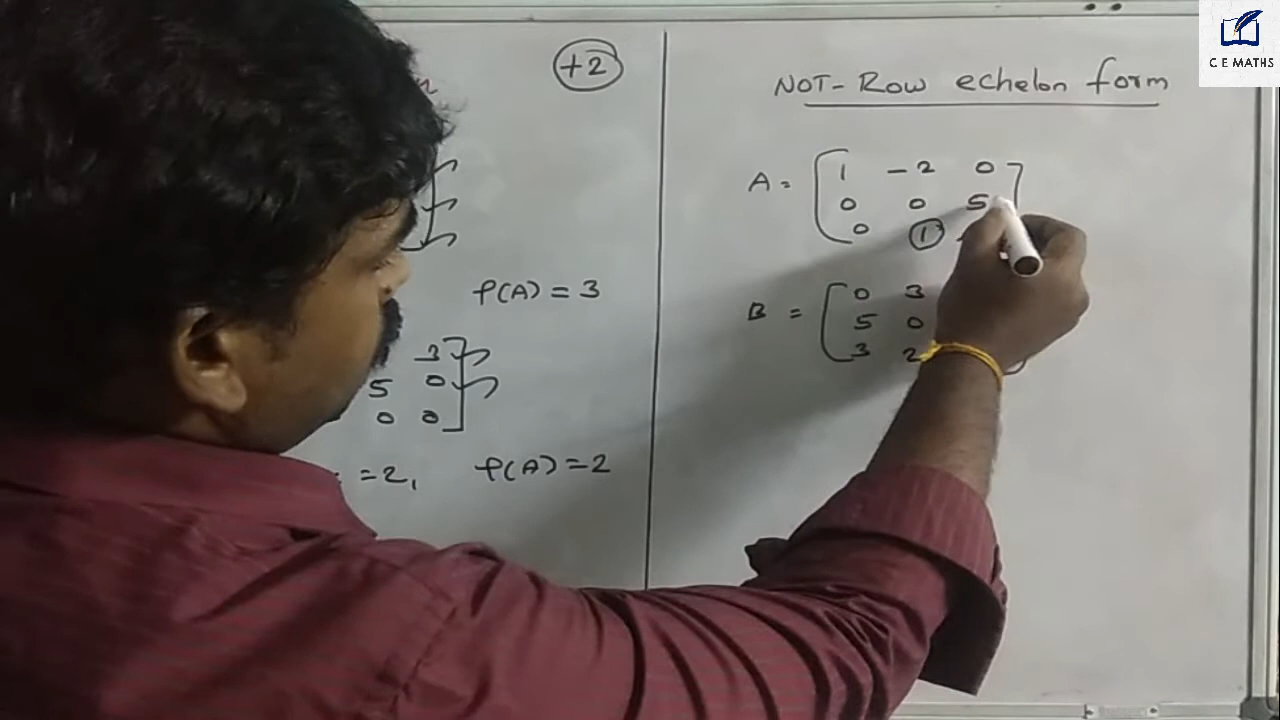 C E MATHS
+2
3
5 0
0 0
ρ(A) = 3
= 2, ρ(A) = 2
NOT - Row echelon form
A = 1 -2 0
0 0 5
0 1
B = 0 3
5 0
3 2